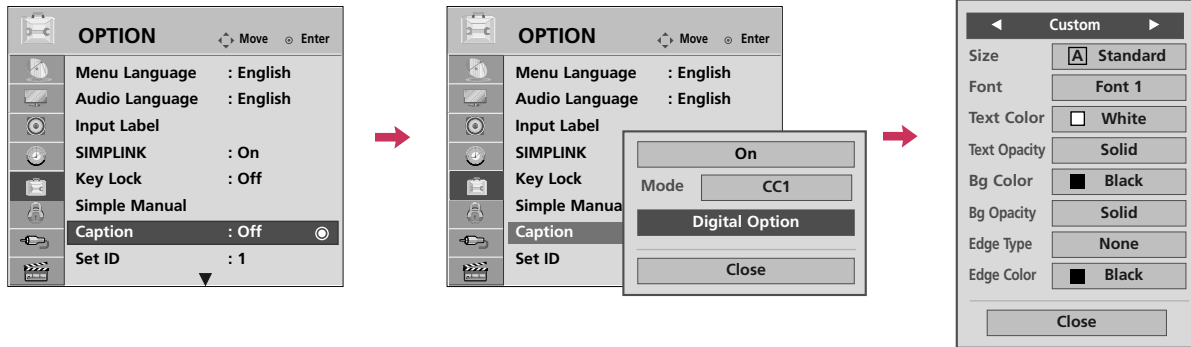 OPTION Move Enter
Menu Language : English
Audio Language : English
Input Label
SIMPLINK : On
Key Lock : Off
Simple Manual
Caption : Off
Set ID : 1
OPTION Move Enter
Menu Language : English
Audio Language : English
Input Label
SIMPLINK
Key Lock
Simple Manua
Caption
Set ID
On
Mode CC1
Digital Option
Close
Custom
Size A Standard
Font Font 1
Text Color White
Text Opacity Solid
Bg Color Black
Bg Opacity Solid
Edge Type None
Edge Color Black
Close